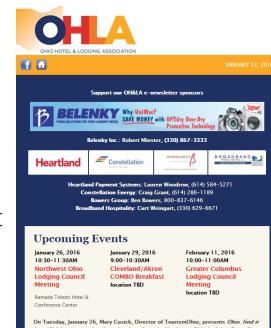 OHLA
OHIO HOTEL & LODGING ASSOCIATION
JANUARY 12, 2016
Support our OH&LA e-newsletter sponsors
BELENKY
Why UniMac?
SAVE MONEY with OPTidry Over-Dry
Protection Technology
Belenky Inc.: Robert Miester, (330) 867-3333
Heartland
Constellation
BROADBAND
Heartland Payment Systems: Lauren Woodrow, (614) 584-5271
Constellation Energy: Craig Grant, (614) 286-1189
Bowers Group: Ben Bowers, 800-837-6146
Broadband Hospitality: Curt Weingart, (330) 629-6671
Upcoming Events
January 26, 2016
10:30-11:30AM
Northwest Ohio
Lodging Council
Meeting
Ramada Toledo Hotel &
Conference Center
January 29, 2016
9:00-10:30AM
Cleveland/Akron
COMBO Breakfast
location TBD
February 11, 2016
10:00-11:00AM
Greater Columbus
Lodging Council
Meeting
location TBD
On Tuesday, January 26, Mary Cusick, Director of TourismOhio, presents Ohio. find it